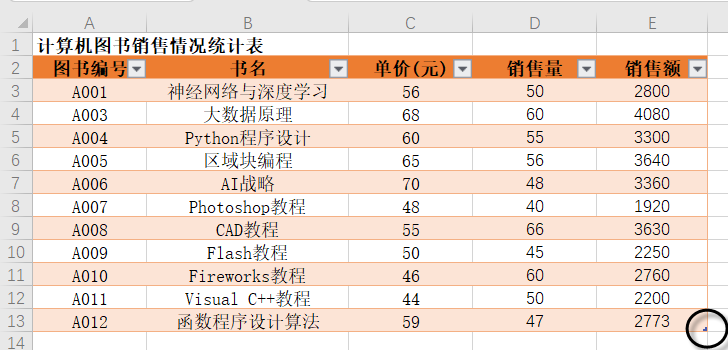 A B C D E
1 计算机图书销售情况统计表
2 图书编号 书名 单价(元) 销售量 销售额
3 A001 神经网络与深度学习 56 50 2800
4 A003 大数据原理 68 60 4080
5 A004 Python程序设计 60 55 3300
6 A005 区域块编程 65 56 3640
7 A006 AI战略 70 48 3360
8 A007 Photoshop教程 48 40 1920
9 A008 CAD教程 55 66 3630
10 A009 Flash教程 50 45 2250
11 A010 Fireworks教程 46 60 2760
12 A011 Visual C++教程 44 50 2200
13 A012 函数程序设计算法 59 47 2773
14